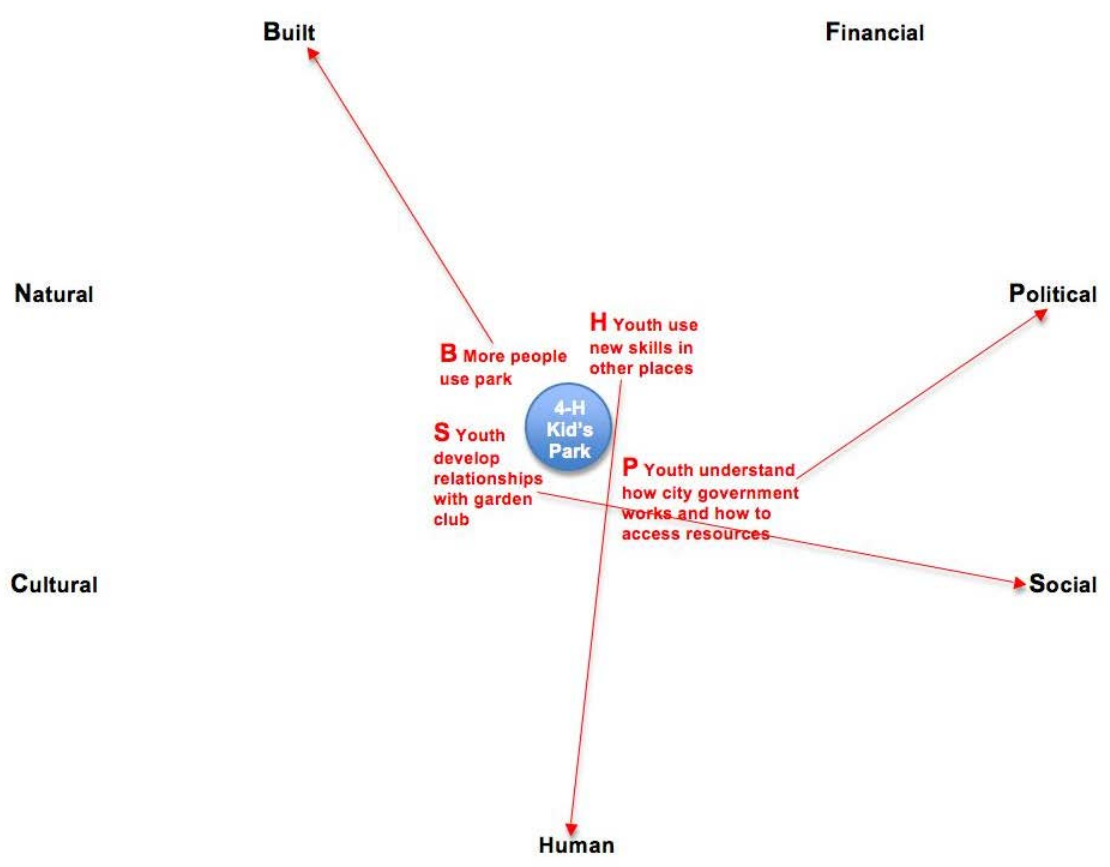 Built
Financial
Natural
Political
H Youth use
new skills in
other places
B More people
use park
4-H
Kid's
Park
S Youth
develop
relationships
with garden
club
P Youth understand
how city government
works and how to
access resources
Cultural
Social
Human